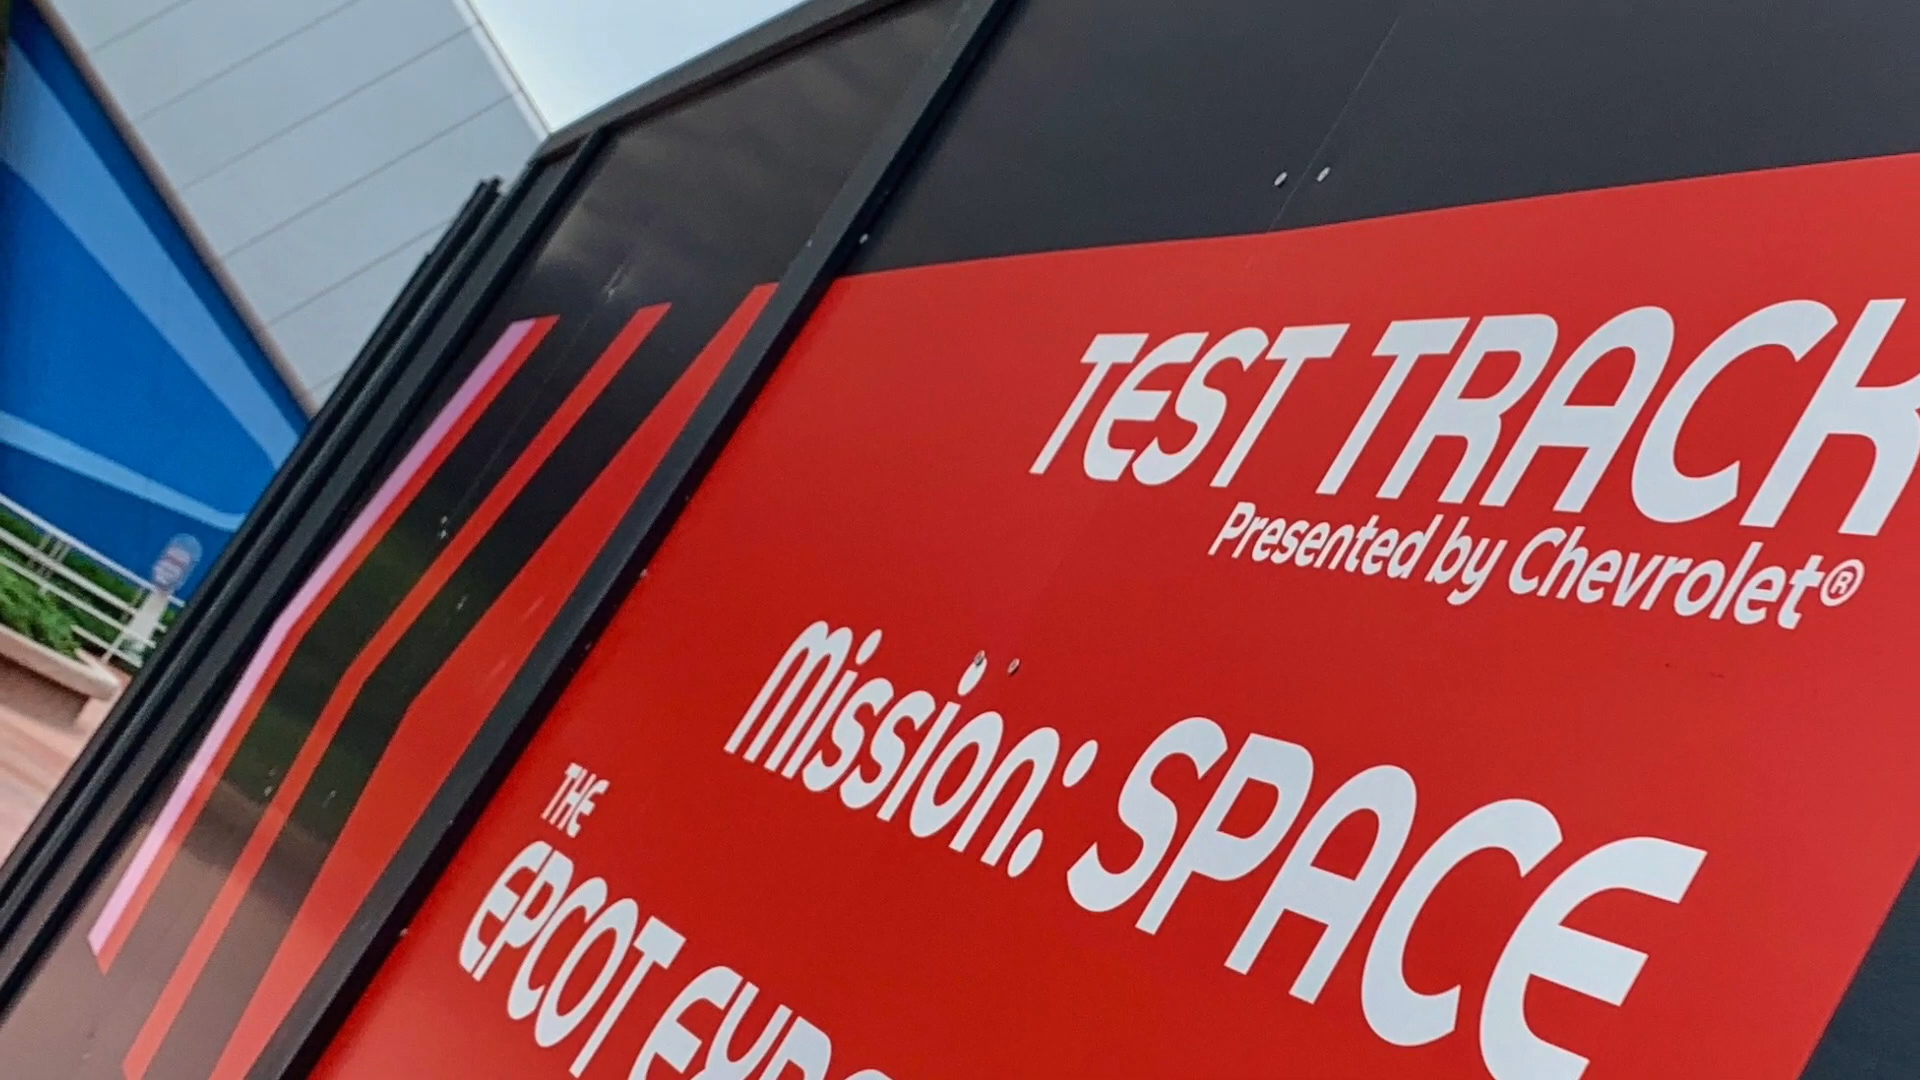 TEST TRACK
Presented by Chevrolet®
mission: SPACE
THE
EPCOT